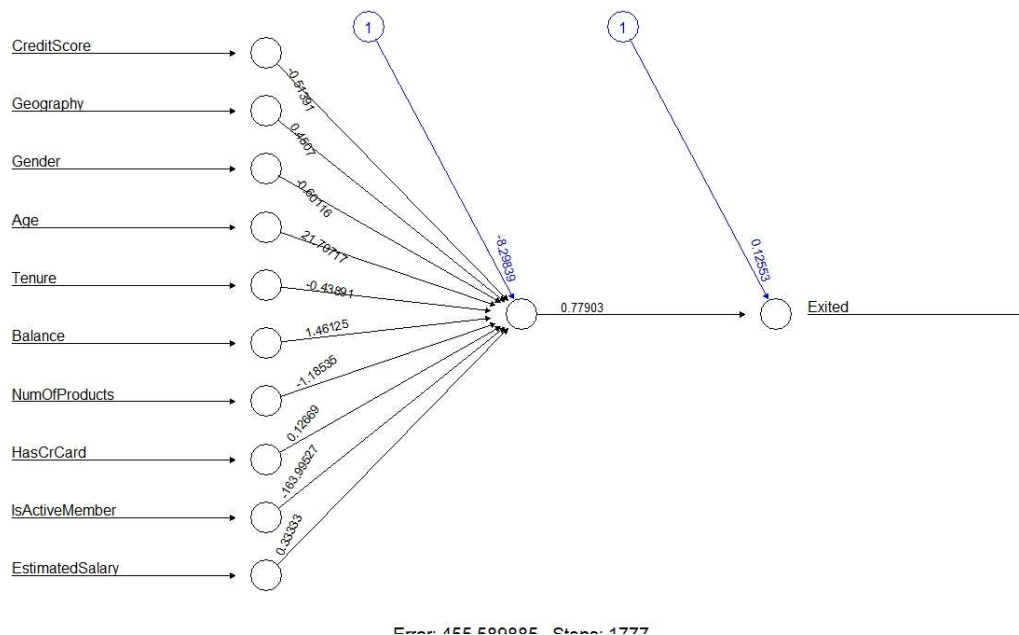 1
1
CreditScore
-0.51391
Geography
0.4507
Gender
-0.60116
Age
21.70717
Tenure
-0.43891
Balance
1.46125
NumOfProducts
-1.18535
HasCrCard
0.12669
IsActiveMember
-163.99527
EstimatedSalary
0.33333
-8.29839
0.77903
0.12553
Exited
Error: 455.589885 Steps: 1777